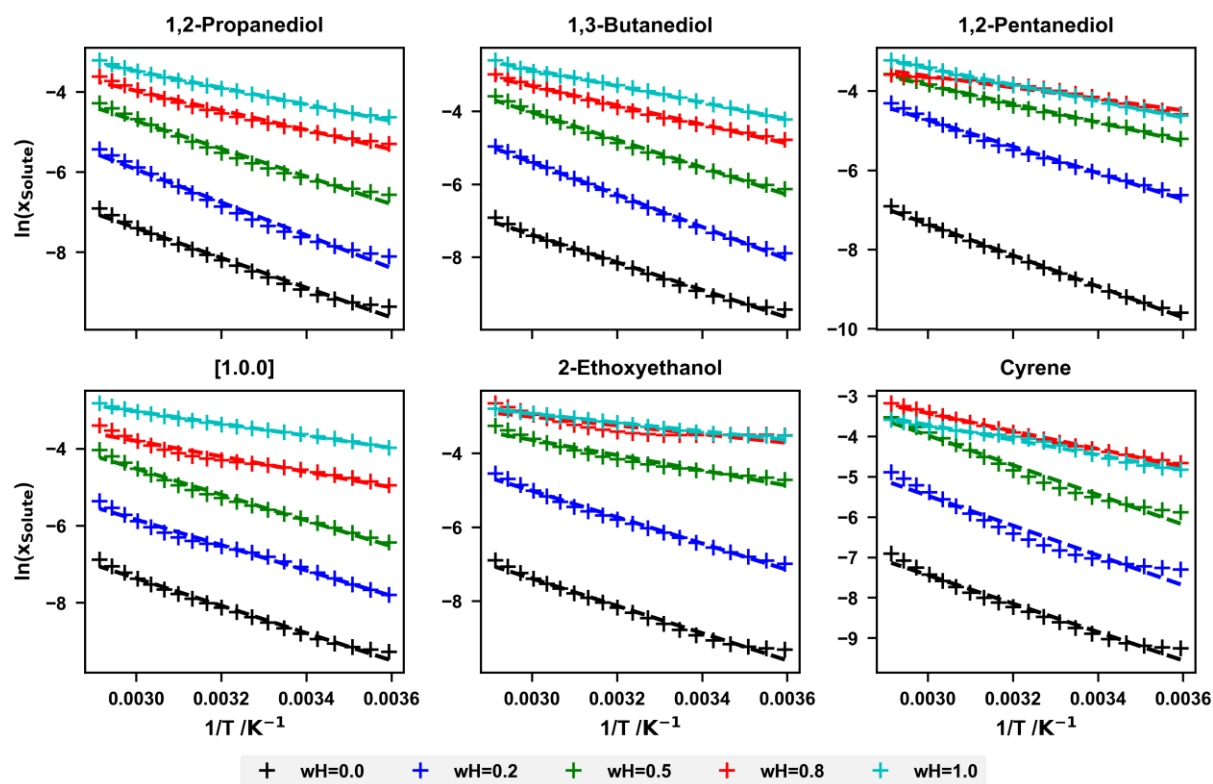 1,2-Propanediol
1,3-Butanediol
1,2-Pentanediol
ln(xSolute)
−4
−6
−8
−4
−6
−8
−2
−4
−6
−8
−10
[1.0.0]
2-Ethoxyethanol
Cyrene
ln(xSolute)
−4
−6
−8
−4
−6
−8
−3
−4
−5
−6
−7
−8
−9
0.0030 0.0032 0.0034 0.0036
0.0030 0.0032 0.0034 0.0036
0.0030 0.0032 0.0034 0.0036
1/T /K−1
1/T /K−1
1/T /K−1
wH=0.0 wH=0.2 wH=0.5 wH=0.8 wH=1.0